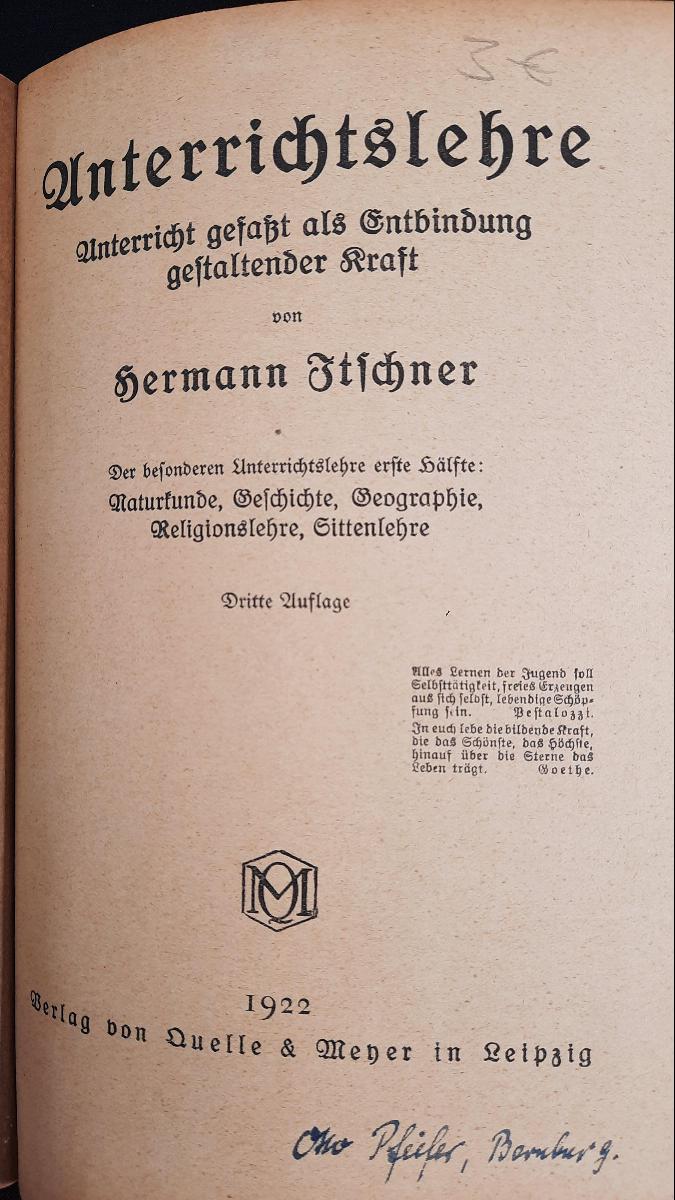 3 €
Unterrichtslehre
Unterricht gefaßt als Entbindung
gestaltender Kraft
von
Hermann Itschner
Der besonderen Unterrichtslehre erste Hälfte:
Naturkunde, Geschichte, Geographie,
Religionslehre, Sittenlehre
Dritte Auflage
Alles Lernen der Jugend soll
Selbsttätigkeit, freies Erzeugen
aus sich selbst, lebendige Schöp-
fung sein. Pestalozzi.
In euch lebe die bildende Kraft,
die das Schönste, das Höchste,
hinauf über die Sterne das
Leben trägt. Goethe.
QM
1922
Verlag von Quelle & Meyer in Leipzig
Otto Pfeifer, Bernburg.